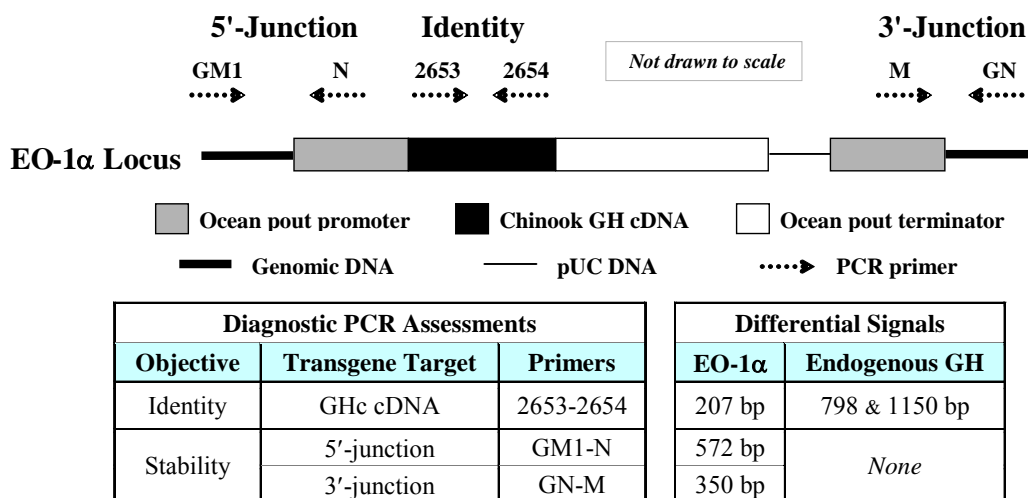 5'-Junction Identity 3'-Junction
GM1 N 2653 2654 Not drawn to scale M GN
EO-1α Locus
Ocean pout promoter Chinook GH cDNA Ocean pout terminator
Genomic DNA pUC DNA PCR primer
Diagnostic PCR Assessments Differential Signals
Objective Transgene Target Primers EO-1α Endogenous GH
Identity GHc cDNA 2653-2654 207 bp 798 & 1150 bp
Stability 5′-junction GM1-N 572 bp None
3′-junction GN-M 350 bp